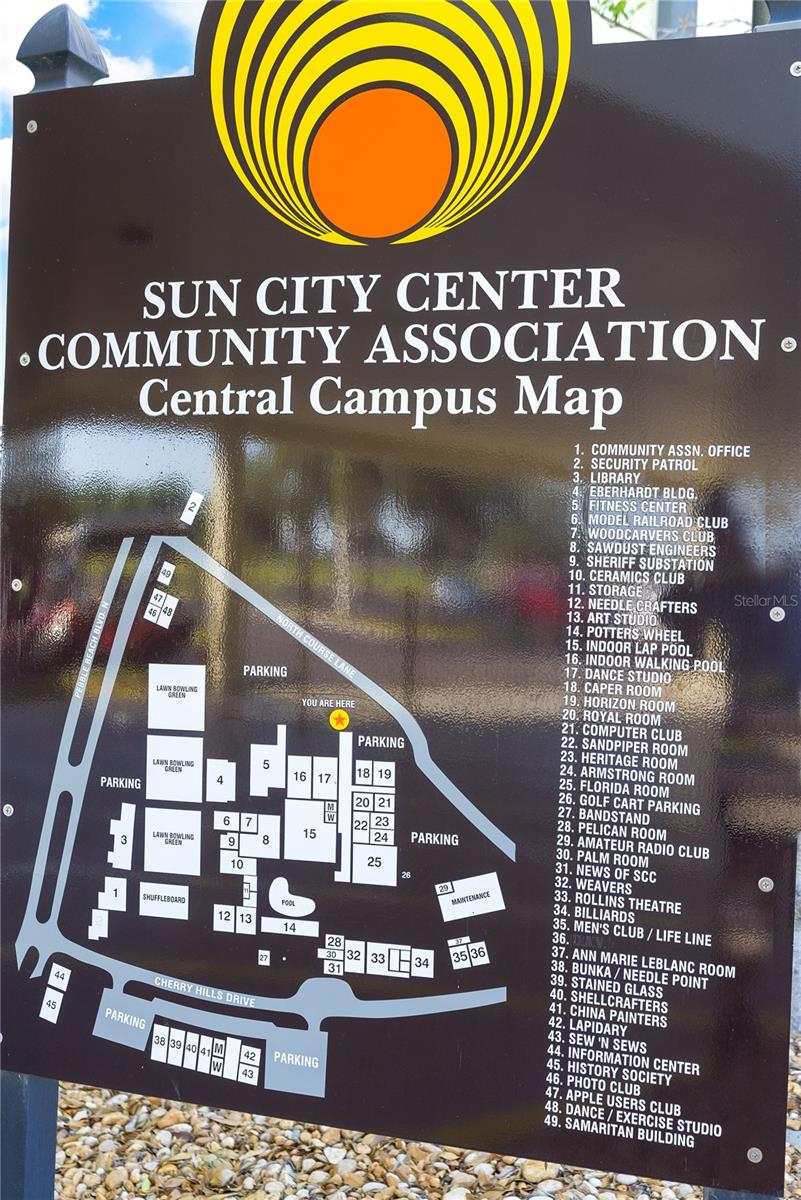 SUN CITY CENTER
COMMUNITY ASSOCIATION
Central Campus Map
1. COMMUNITY ASSN. OFFICE
2. SECURITY PATROL
3. LIBRARY
4. EBERHARDT BLDG.
5. FITNESS CENTER
6. MODEL RAILROAD CLUB
7. WOODCARVERS CLUB
8. SAWDUST ENGINEERS
9. SHERIFF SUBSTATION
10. CERAMICS CLUB
11. STORAGE
12. NEEDLE CRAFTERS
13. ART STUDIO
14. POTTERS WHEEL
15. INDOOR LAP POOL
16. INDOOR WALKING POOL
17. DANCE STUDIO
18. CAPER ROOM
19. HORIZON ROOM
20. ROYAL ROOM
21. COMPUTER CLUB
22. SANDPIPER ROOM
23. HERITAGE ROOM
24. ARMSTRONG ROOM
25. FLORIDA ROOM
26. GOLF CART PARKING
27. BANDSTAND
28. PELICAN ROOM
29. AMATEUR RADIO CLUB
30. PALM ROOM
31. NEWS OF SCC
32. WEAVERS
33. ROLLINS THEATRE
34. BILLIARDS
35. MEN'S CLUB / LIFE LINE
36.
37. ANN MARIE LEBLANC ROOM
38. BUNKA / NEEDLE POINT
39. STAINED GLASS
40. SHELLCRAFTERS
41. CHINA PAINTERS
42. LAPIDARY
43. SEW 'N SEWS
44. INFORMATION CENTER
45. HISTORY SOCIETY
46. PHOTO CLUB
47. APPLE USERS CLUB
48. DANCE / EXERCISE STUDIO
49. SAMARITAN BUILDING
2
49
47
46 48
PEBBLE BEACH BLVD. N
NORTH COURSE LANE
PARKING
LAWN BOWLING
GREEN
YOU ARE HERE
PARKING
LAWN BOWLING
GREEN
4
5
16 17
18 19
PARKING
20 21
M
W
15
22 23
24
PARKING
LAWN BOWLING
GREEN
3
6 7
9 8
10
25
26
1
SHUFFLEBOARD
11
POOL
29
MAINTENANCE
12 13
14
27
28
30
31
32 33 34
37
35 36
44
45
CHERRY HILLS DRIVE
PARKING
38 39 40 41
M
W
42
43
PARKING
StellarMLS